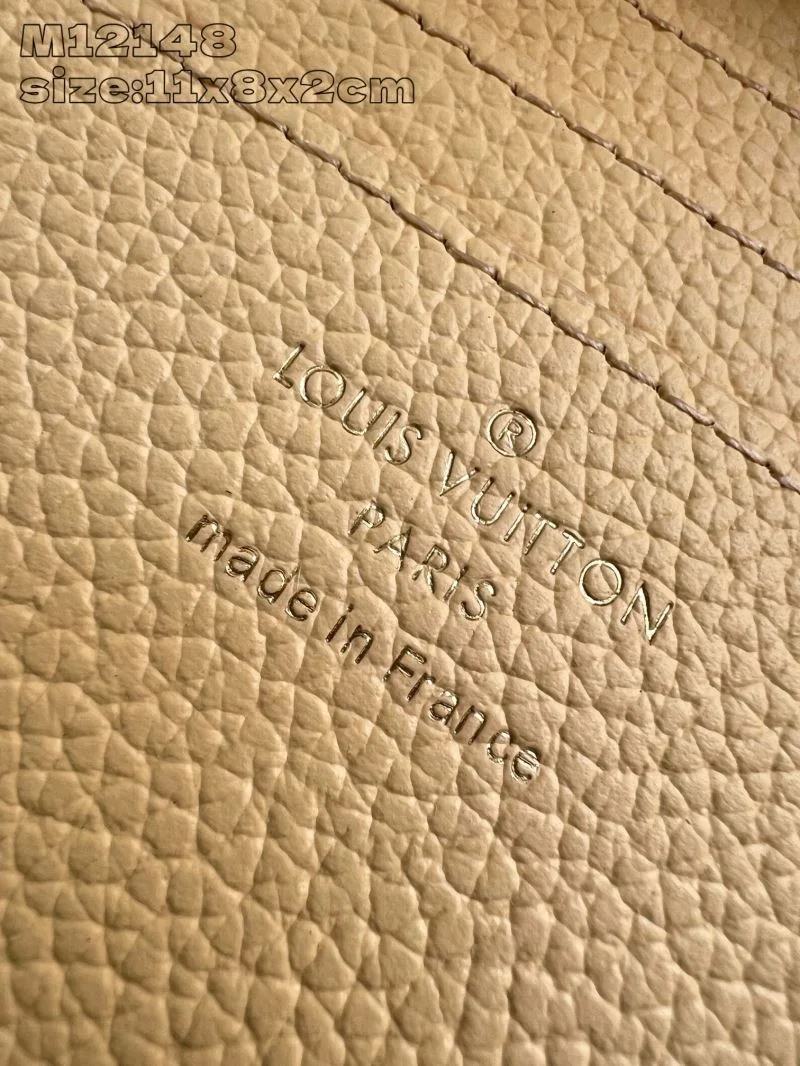 M12148
size:11x8x2cm
®
LOUIS VUITTON
PARIS
made in France